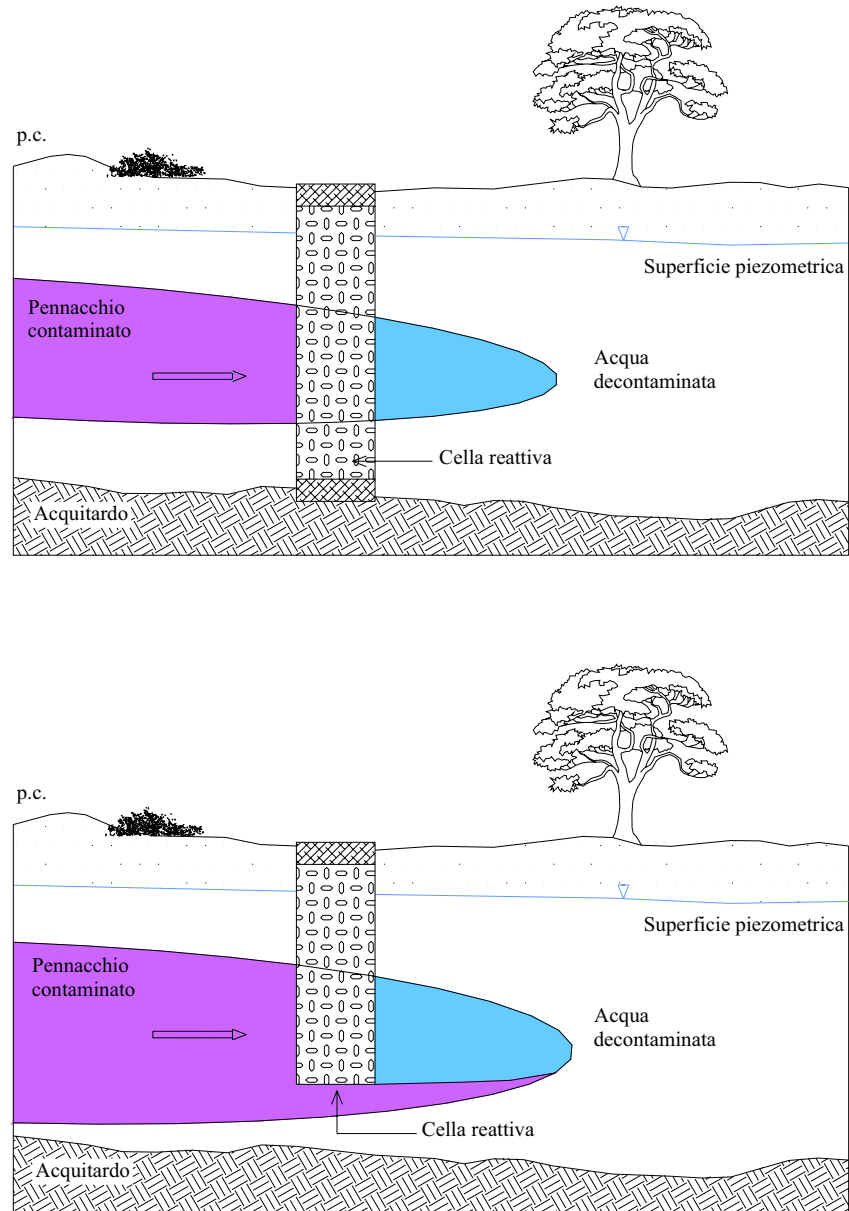 p.c.
Superficie piezometrica
Pennacchio
contaminato
Acqua
decontaminata
Cella reattiva
Acquitardo
p.c.
Superficie piezometrica
Pennacchio
contaminato
Acqua
decontaminata
Cella reattiva
Acquitardo